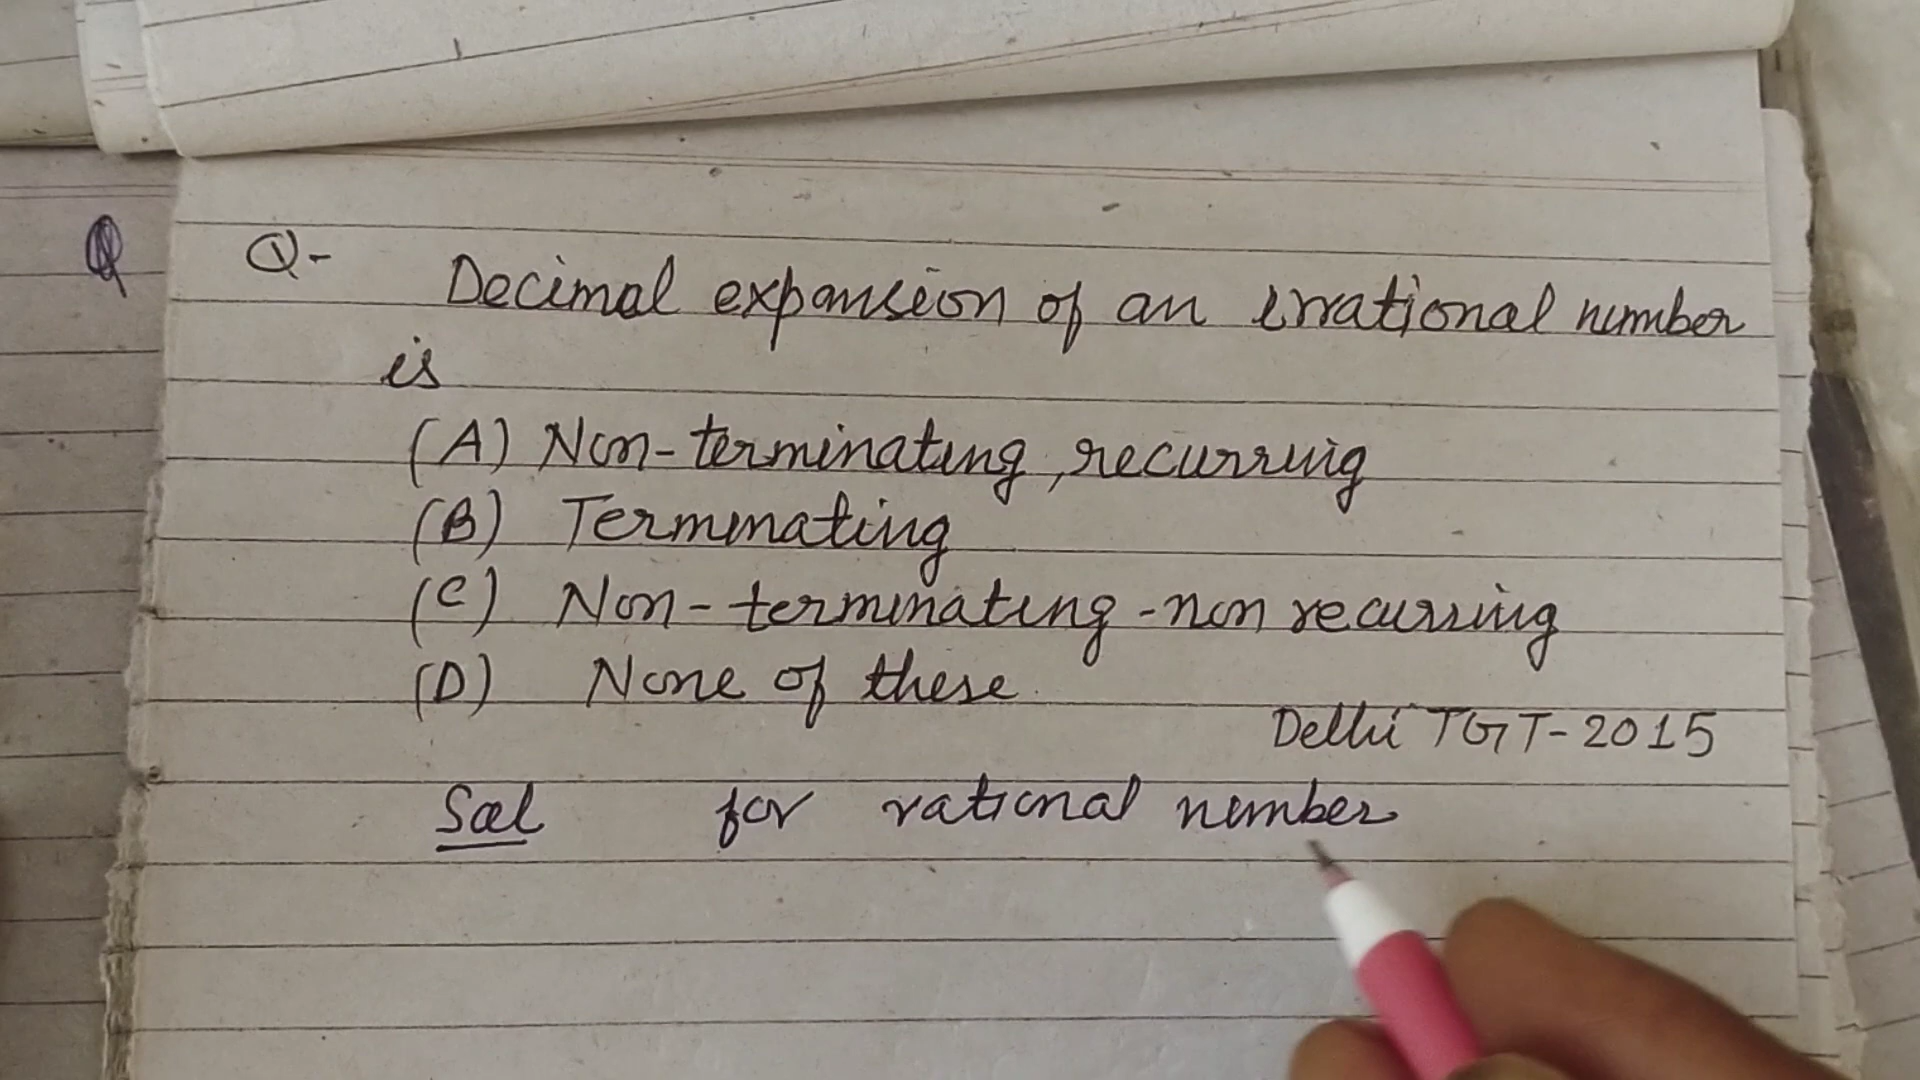 Q Q- Decimal expansion of an irrational number
is
(A) Non-terminating, recurring
(B) Terminating
(C) Non-terminating-non recurring
(D) None of these.
Delhi TGT-2015
Sol for rational number